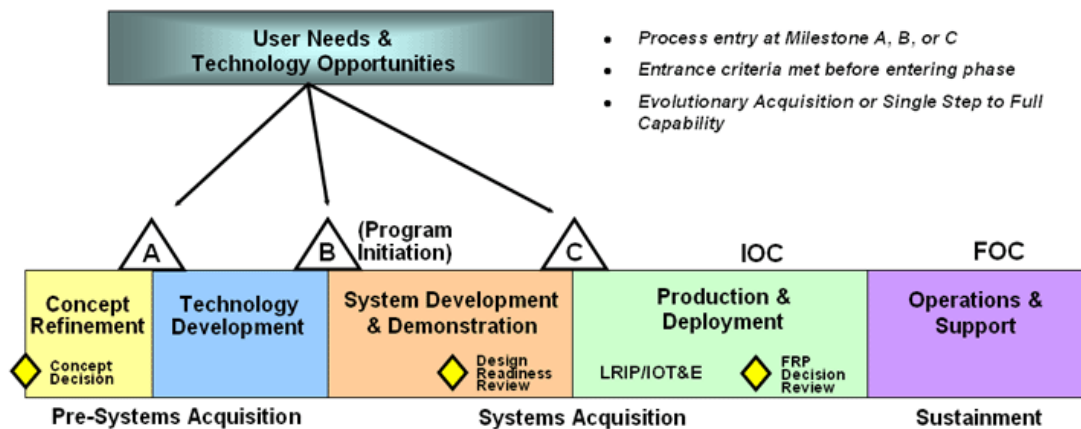 User Needs &
Technology Opportunities
• Process entry at Milestone A, B, or C
• Entrance criteria met before entering phase
• Evolutionary Acquisition or Single Step to Full
Capability
A
B
(Program
Initiation)
C
IOC
FOC
Concept
Refinement
Technology
Development
System Development
& Demonstration
Production &
Deployment
Operations &
Support
Concept
Decision
Design
Readiness
Review
LRIP/IOT&E
FRP
Decision
Review
Pre-Systems Acquisition
Systems Acquisition
Sustainment